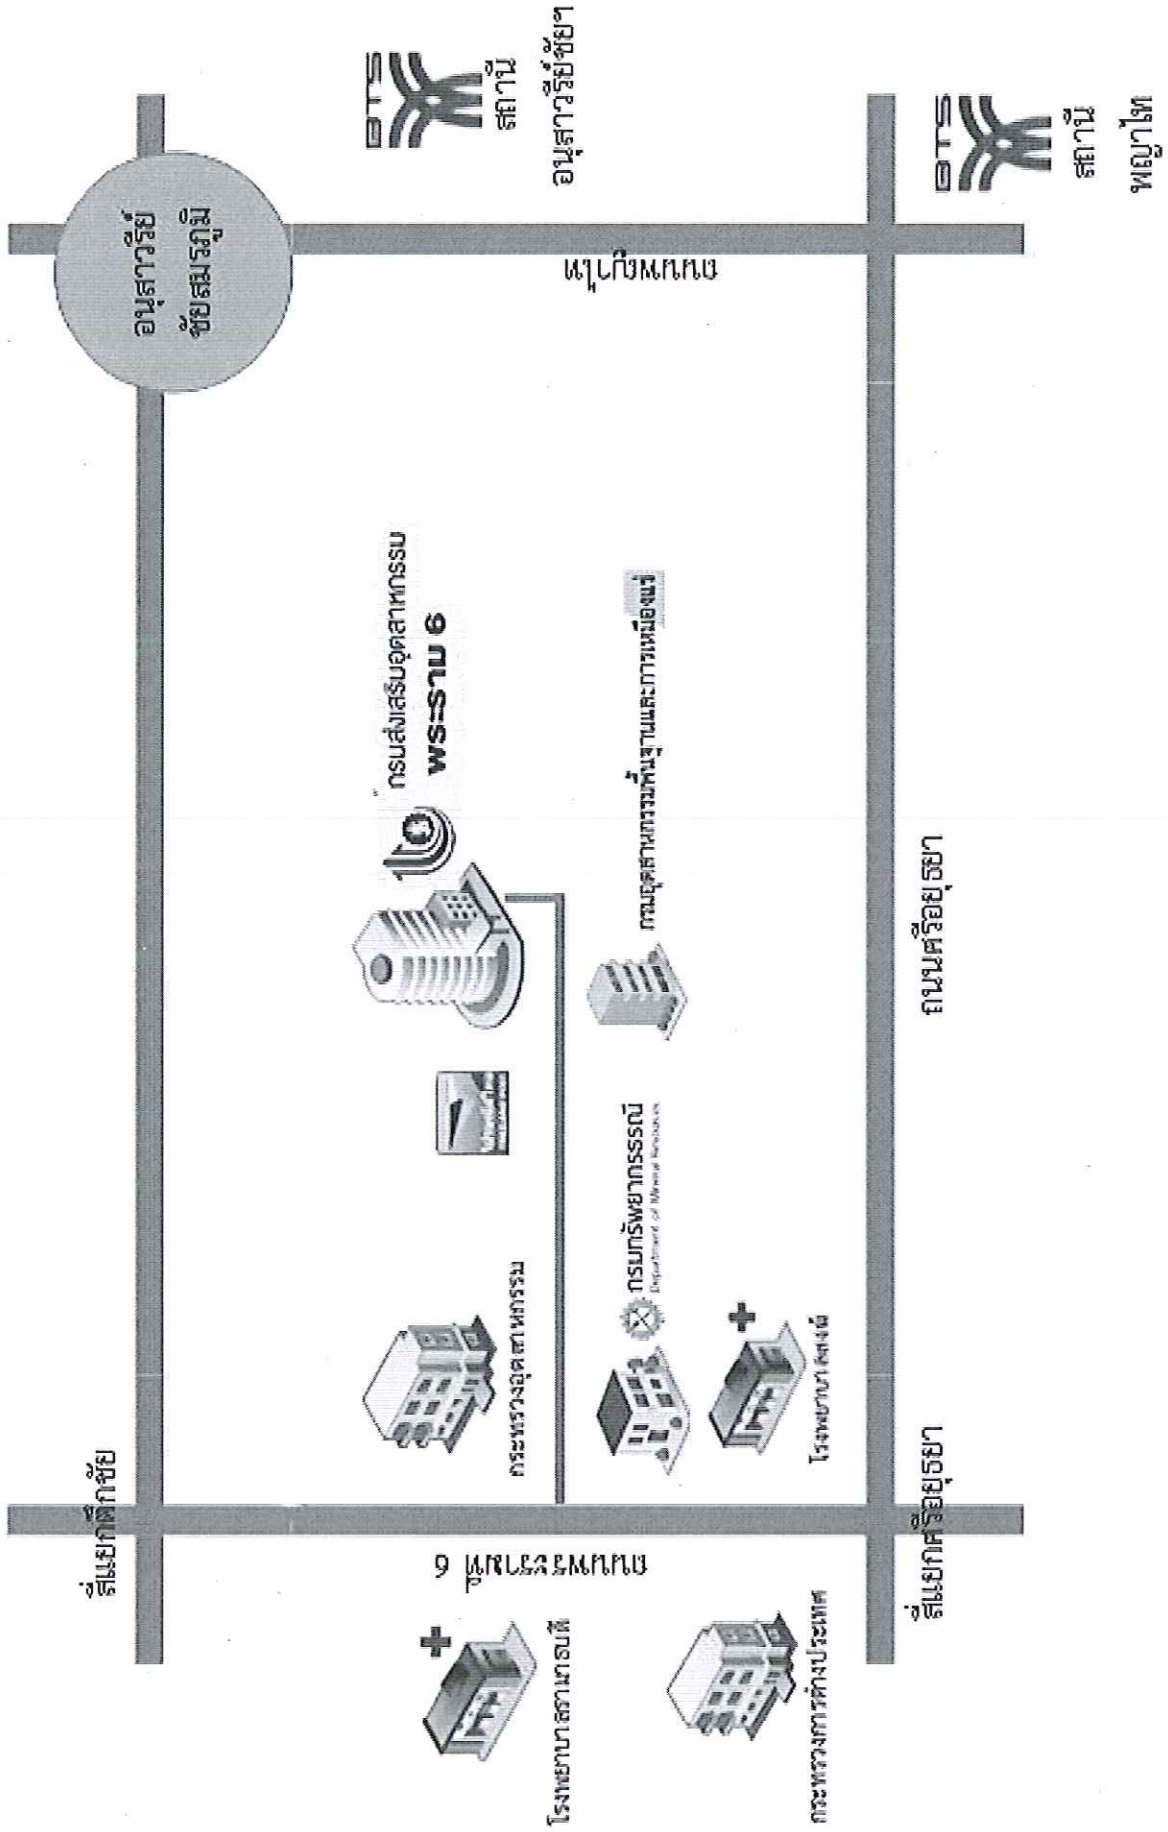 สี่แยกตึกชัย
อนุสาวรีย์
ชัยสมรภูมิ
BTS
สถานี
อนุสาวรีย์ชัยฯ
กรมส่งเสริมอุตสาหกรรม
พระราม 6
กระทรวงอุตสาหกรรม
โรงพยาบาลรามาธิบดี
ถนนพระรามที่ 6
ถนนพญาไท
กรมอุตสาหกรรมพื้นฐานและการเหมืองแร่
กรมทรัพยากรธรณี
Department of Mineral Resources
โรงพยาบาลสงฆ์
กระทรวงการต่างประเทศ
สี่แยกศรีอยุธยา
ถนนศรีอยุธยา
BTS
สถานี
พญาไท